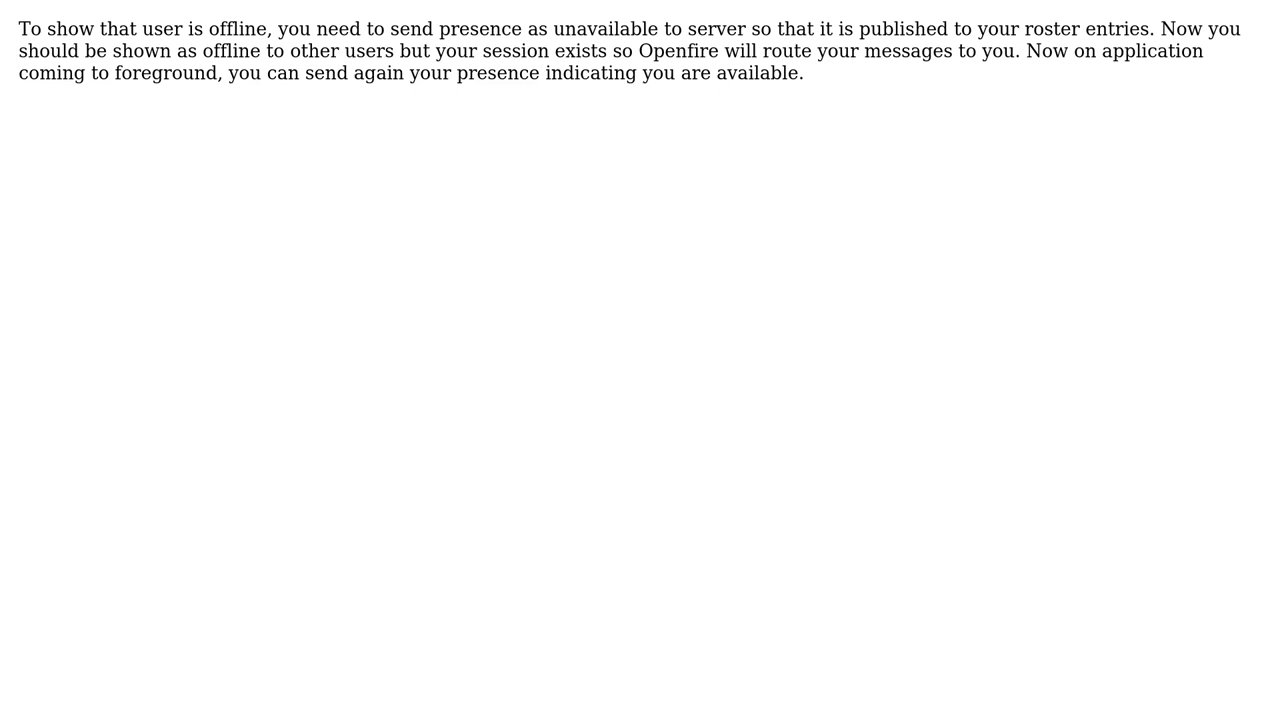 To show that user is offline, you need to send presence as unavailable to server so that it is published to your roster entries. Now you
should be shown as offline to other users but your session exists so Openfire will route your messages to you. Now on application
coming to foreground, you can send again your presence indicating you are available.